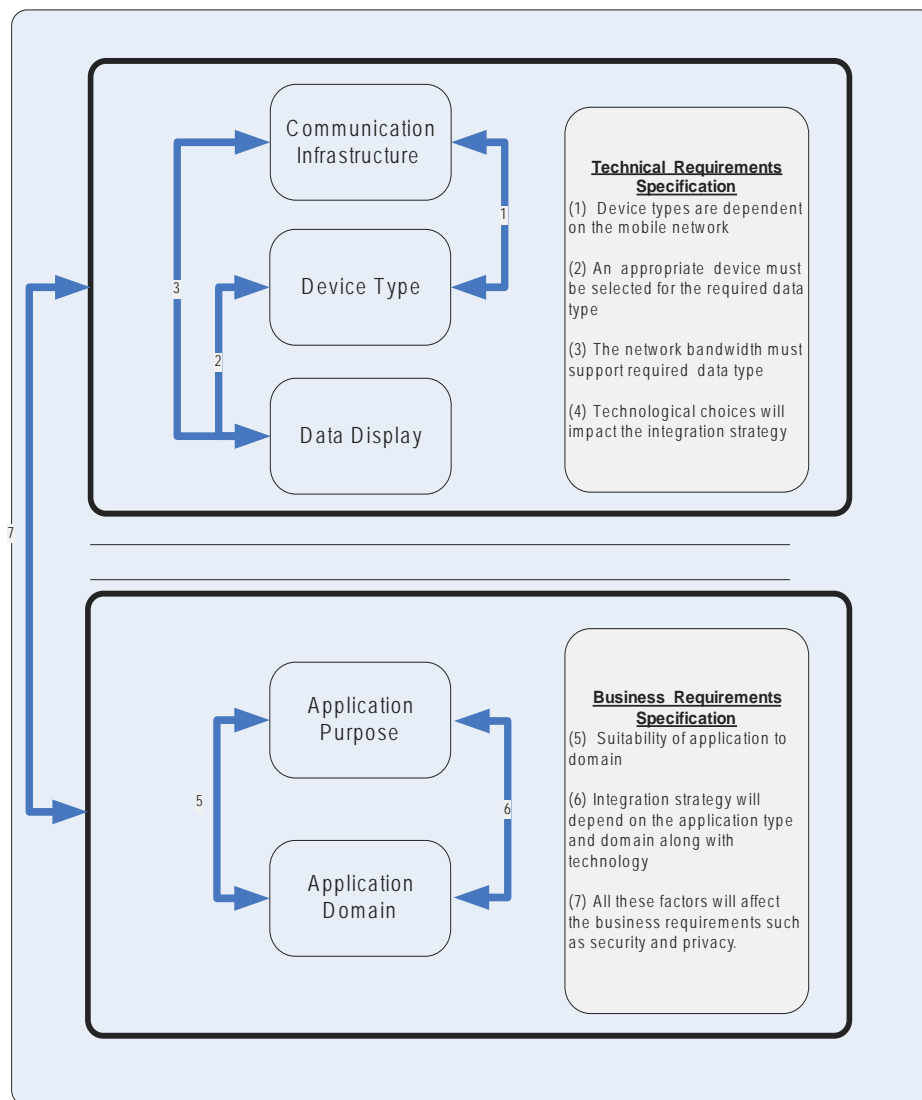 Communication
Infrastructure
1
Device Type
3
2
Data Display
Technical Requirements
Specification
(1) Device types are dependent
on the mobile network
(2) An appropriate device must
be selected for the required data
type
(3) The network bandwidth must
support required data type
(4) Technological choices will
impact the integration strategy
7
Application
Purpose
5
6
Application
Domain
Business Requirements
Specification
(5) Suitability of application to
domain
(6) Integration strategy will
depend on the application type
and domain along with
technology
(7) All these factors will affect
the business requirements such
as security and privacy.